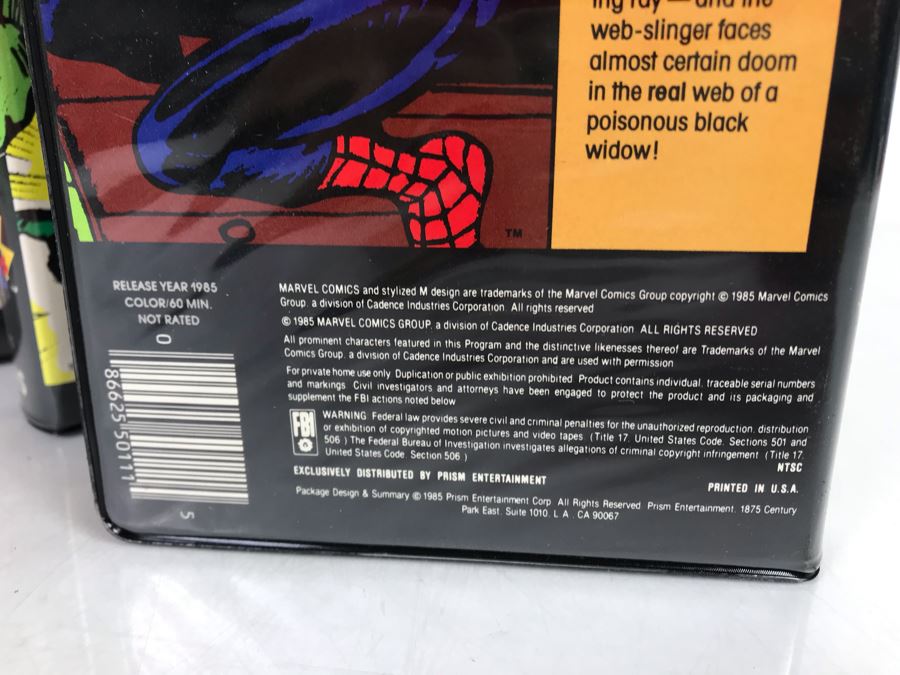 web-slinger faces
almost certain doom
in the real web of a
poisonous black
widow!
TM
RELEASE YEAR 1985
COLOR/60 MIN.
NOT RATED
0
86625 50111
5
MARVEL COMICS and stylized M design are trademarks of the Marvel Comics Group copyright © 1985 Marvel Comics
Group, a division of Cadence Industries Corporation. All rights reserved
© 1985 MARVEL COMICS GROUP, a division of Cadence Industries Corporation. ALL RIGHTS RESERVED
All prominent characters featured in this Program and the distinctive likenesses thereof are Trademarks of the Marvel
Comics Group, a division of Cadence Industries Corporation and are used with permission
For private home use only. Duplication or public exhibition prohibited. Product contains individual, traceable serial numbers
and markings. Civil investigators and attorneys have been engaged to protect the product and its packaging and
supplement the FBI actions noted below
FBI
WARNING Federal law provides severe civil and criminal penalties for the unauthorized reproduction, distribution
or exhibition of copyrighted motion pictures and video tapes (Title 17, United States Code, Sections 501 and
506.) The Federal Bureau of Investigation investigates allegations of criminal copyright infringement (Title 17,
United States Code, Section 506.)
NTSC
EXCLUSIVELY DISTRIBUTED BY PRISM ENTERTAINMENT
PRINTED IN U.S.A.
Package Design & Summary © 1985 Prism Entertainment Corp. All Rights Reserved. Prism Entertainment, 1875 Century
Park East, Suite 1010, L.A., CA 90067